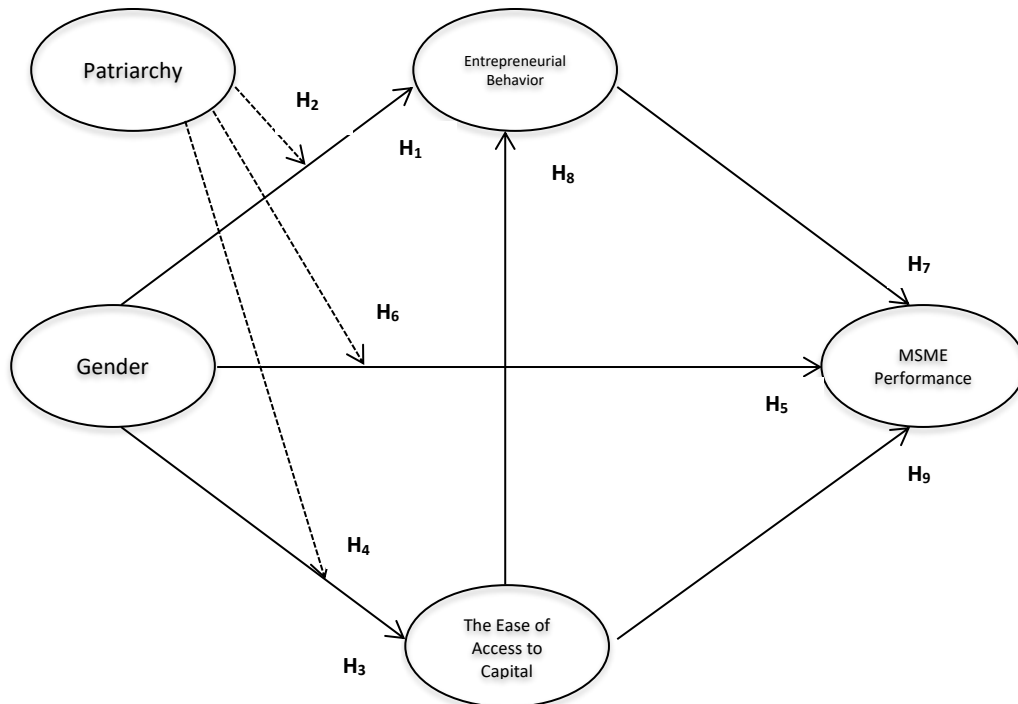 Patriarchy
Entrepreneurial
Behavior
H₂
H₁
H₈
H₇
H₆
Gender
MSME
Performance
H₅
H₉
H₄
The Ease of
Access to
Capital
H₃